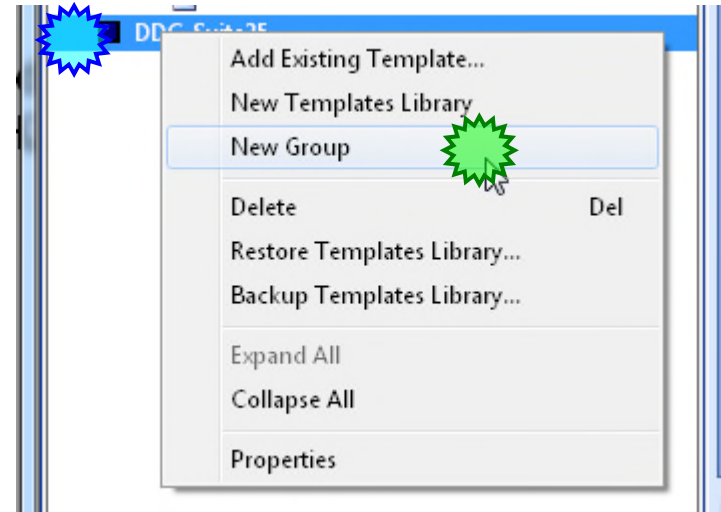 Add Existing Template...
New Templates Library
New Group
Delete Del
Restore Templates Library...
Backup Templates Library...
Expand All
Collapse All
Properties